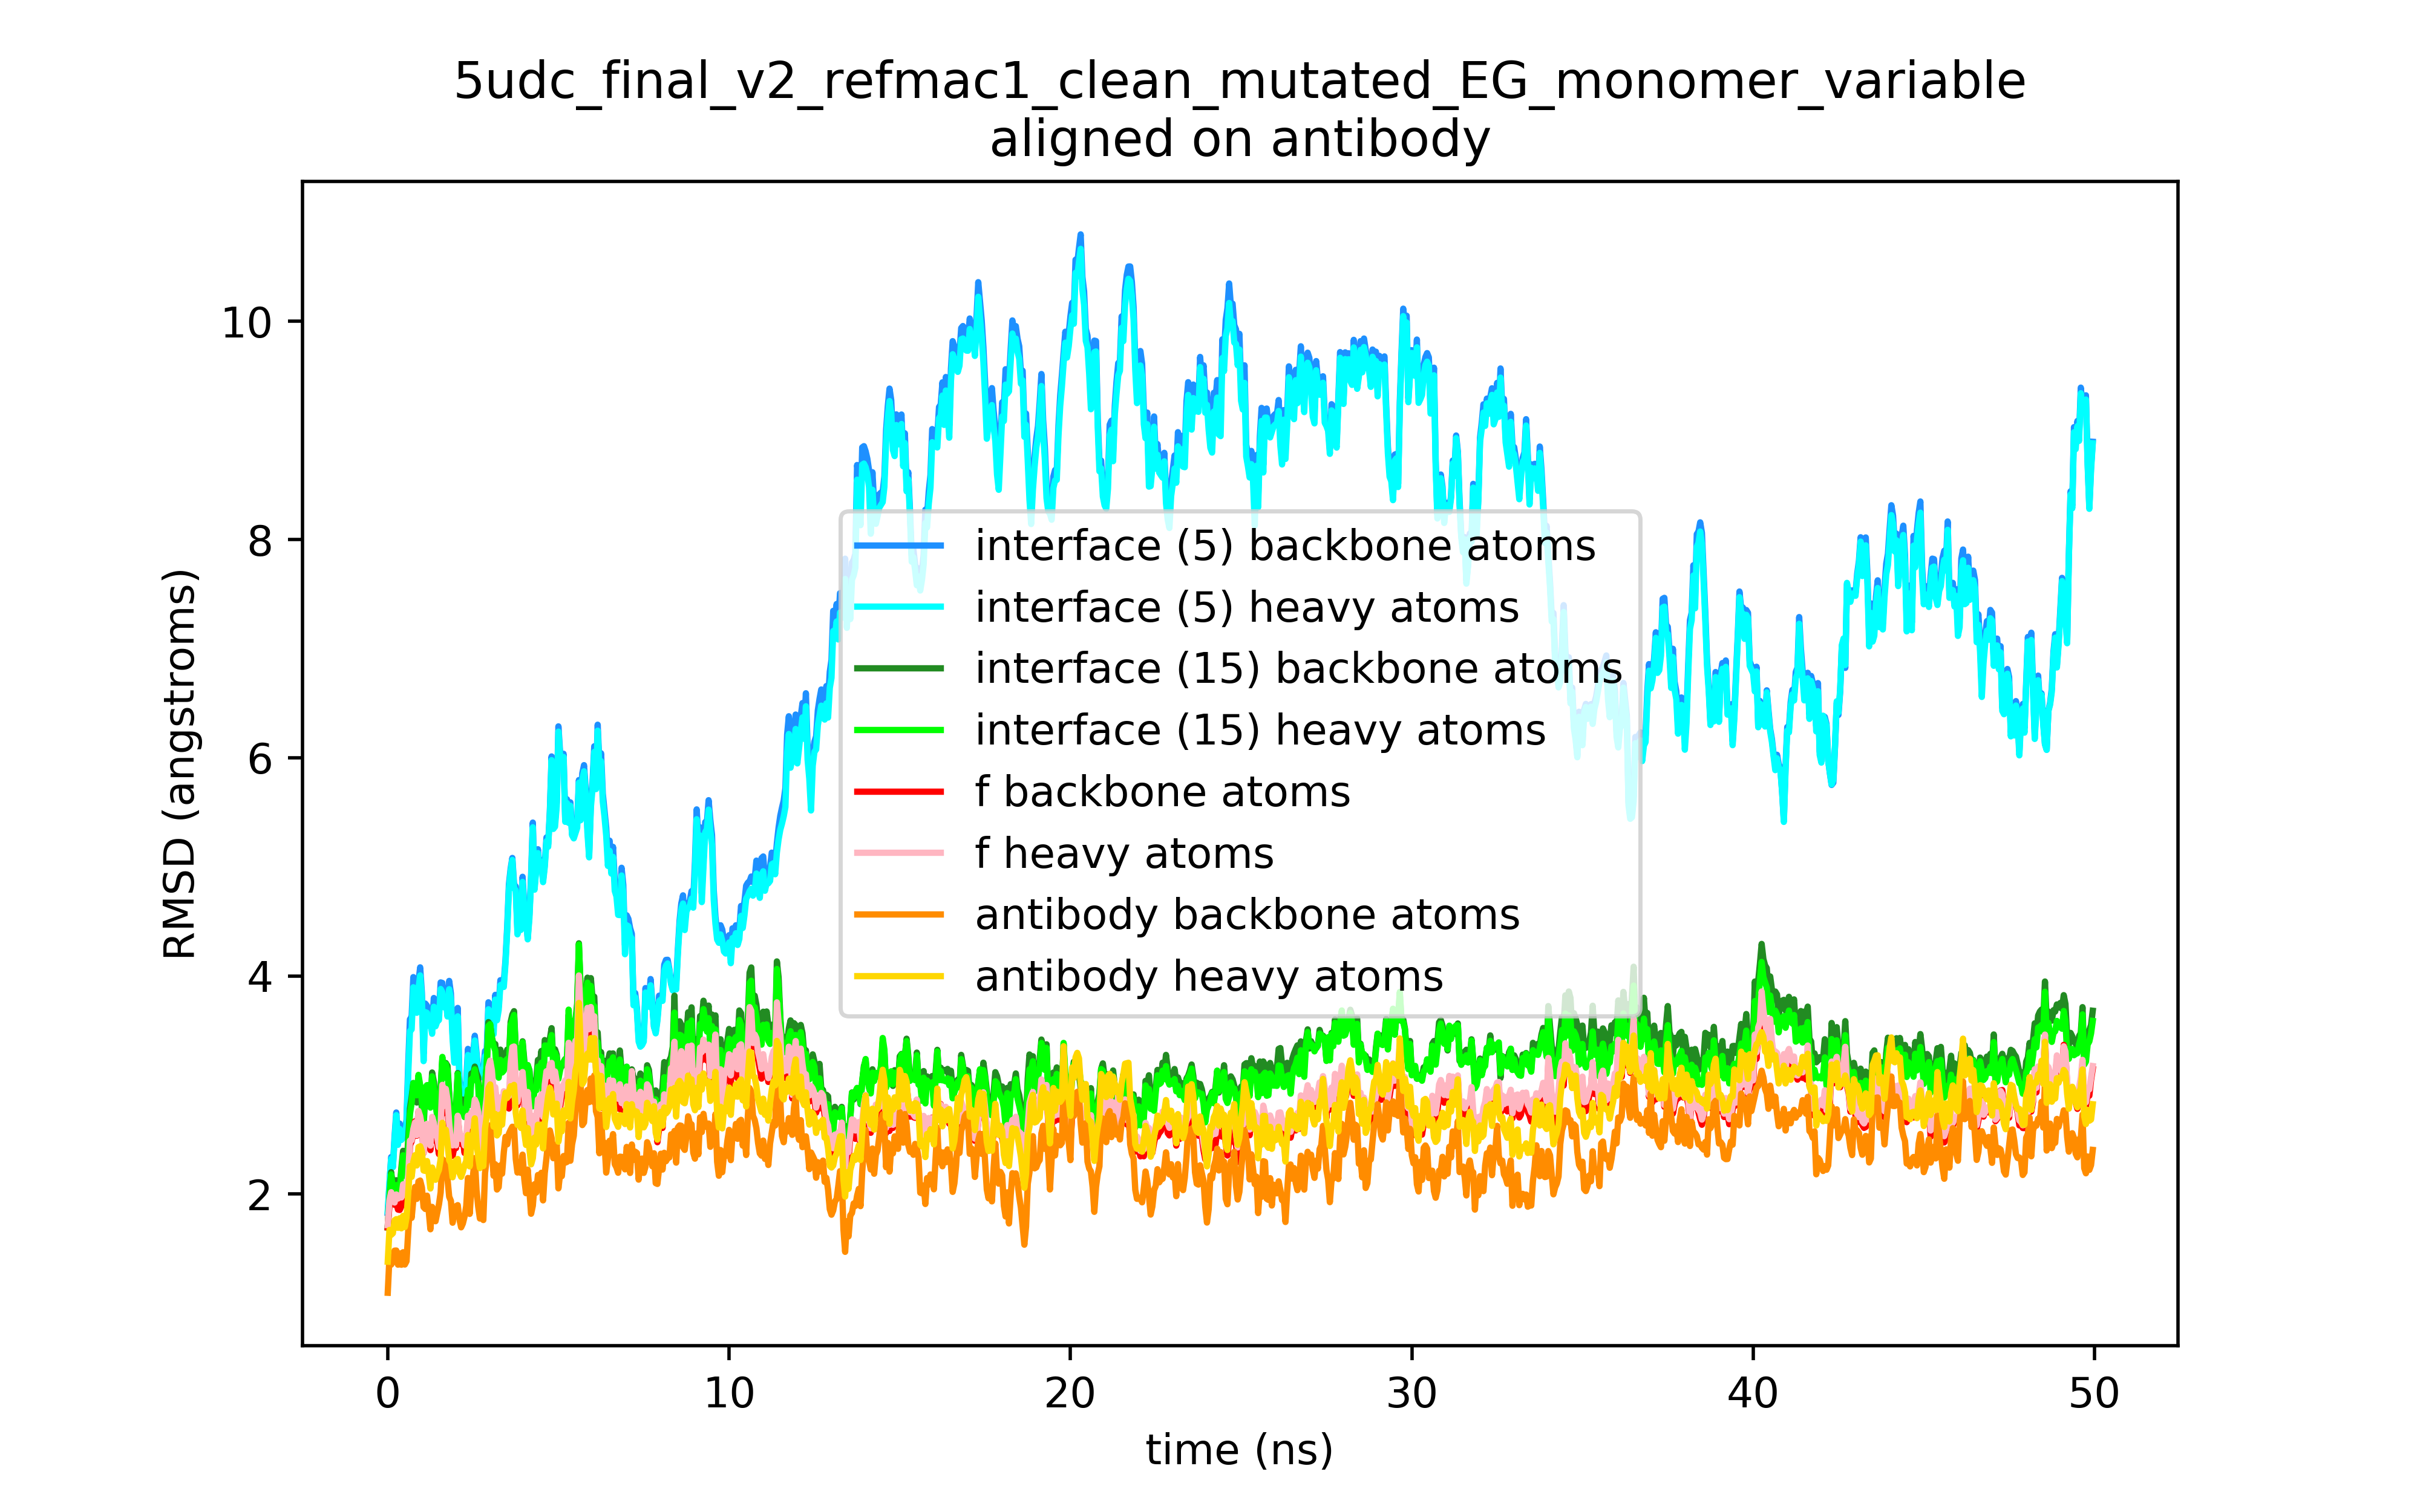 5udc_final_v2_refmac1_clean_mutated_EG_monomer_variable
aligned on antibody
RMSD (angstroms)
10
8
6
4
2
interface (5) backbone atoms
interface (5) heavy atoms
interface (15) backbone atoms
interface (15) heavy atoms
f backbone atoms
f heavy atoms
antibody backbone atoms
antibody heavy atoms
0 10 20 30 40 50
time (ns)